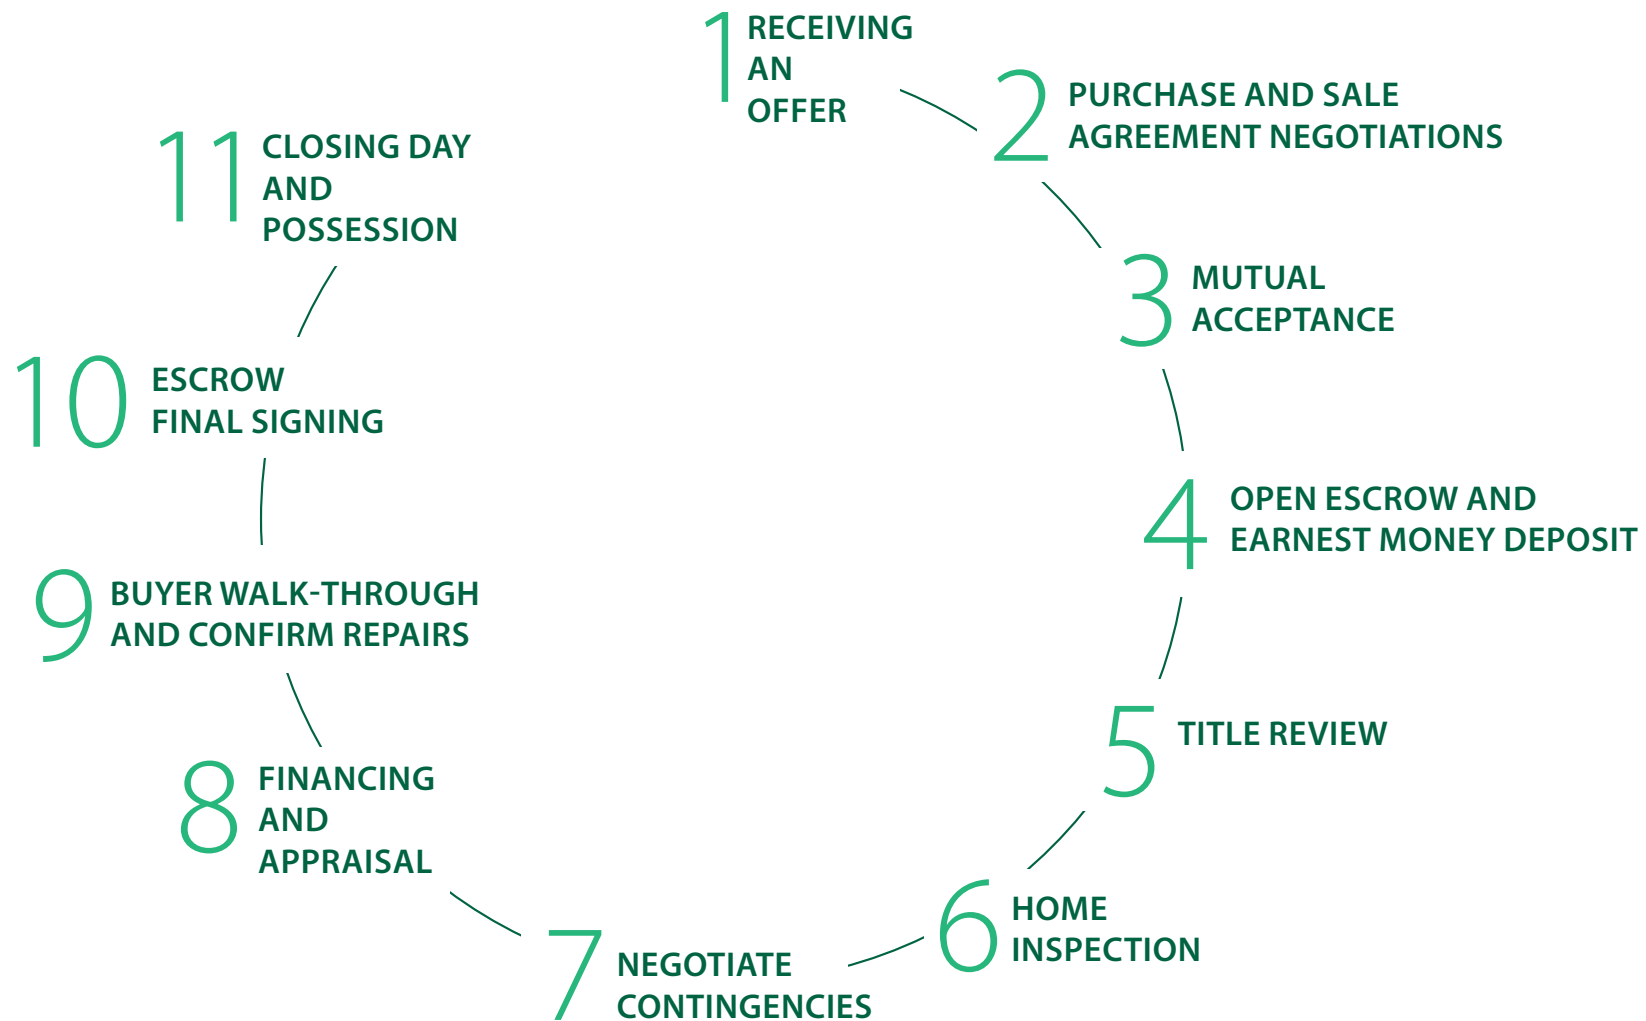 1 RECEIVING
AN
OFFER
2 PURCHASE AND SALE
AGREEMENT NEGOTIATIONS
3 MUTUAL
ACCEPTANCE
4 OPEN ESCROW AND
EARNEST MONEY DEPOSIT
5 TITLE REVIEW
6 HOME
INSPECTION
7 NEGOTIATE
CONTINGENCIES
8 FINANCING
AND
APPRAISAL
9 BUYER WALK-THROUGH
AND CONFIRM REPAIRS
10 ESCROW
FINAL SIGNING
11 CLOSING DAY
AND
POSSESSION